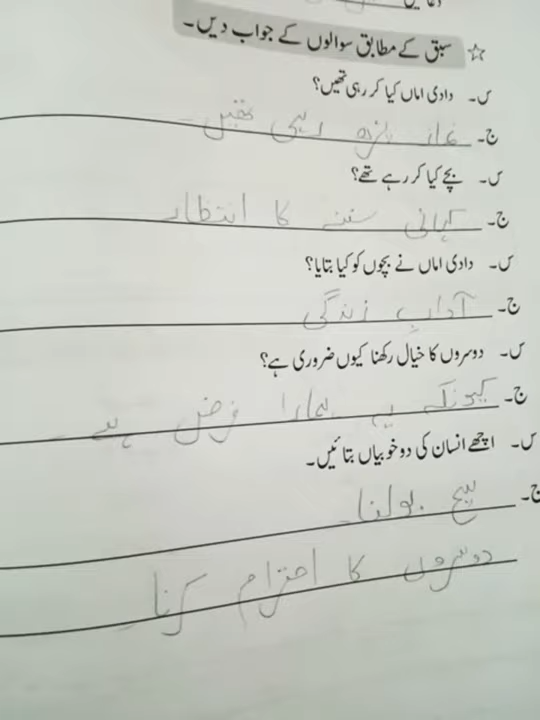 ☆ سبق کے مطابق سوالوں کے جواب دیں۔
س۔ دادی اماں کیا کر رہی تھیں؟
ج۔ نماز پڑھ رہی تھیں۔
س۔ بچے کیا کر رہے تھے؟
ج۔ کہانی سننے کا انتظار
س۔ دادی اماں نے بچوں کو کیا بتایا؟
ج۔ آداب زندگی
س۔ دوسروں کا خیال رکھنا کیوں ضروری ہے؟
ج۔ کیونکہ یہ ہمارا فرض ہے۔
س۔ اچھے انسان کی دو خوبیاں بتائیں۔
ج۔ سچ بولنا۔
دوسروں کا احترام کرنا۔